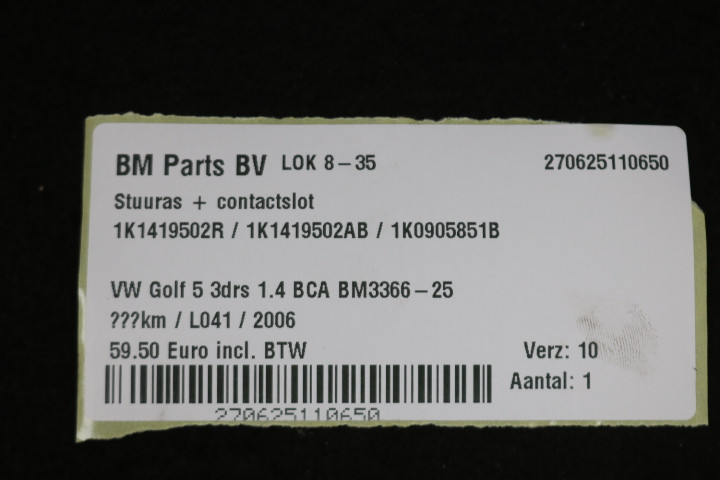 BM Parts BV LOK 8-35 270625110650
Stuuras + contactslot
1K1419502R / 1K1419502AB / 1K0905851B
VW Golf 5 3drs 1.4 BCA BM3366-25
???km / L041 / 2006
59.50 Euro incl. BTW Verz: 10
Aantal: 1
270625110650